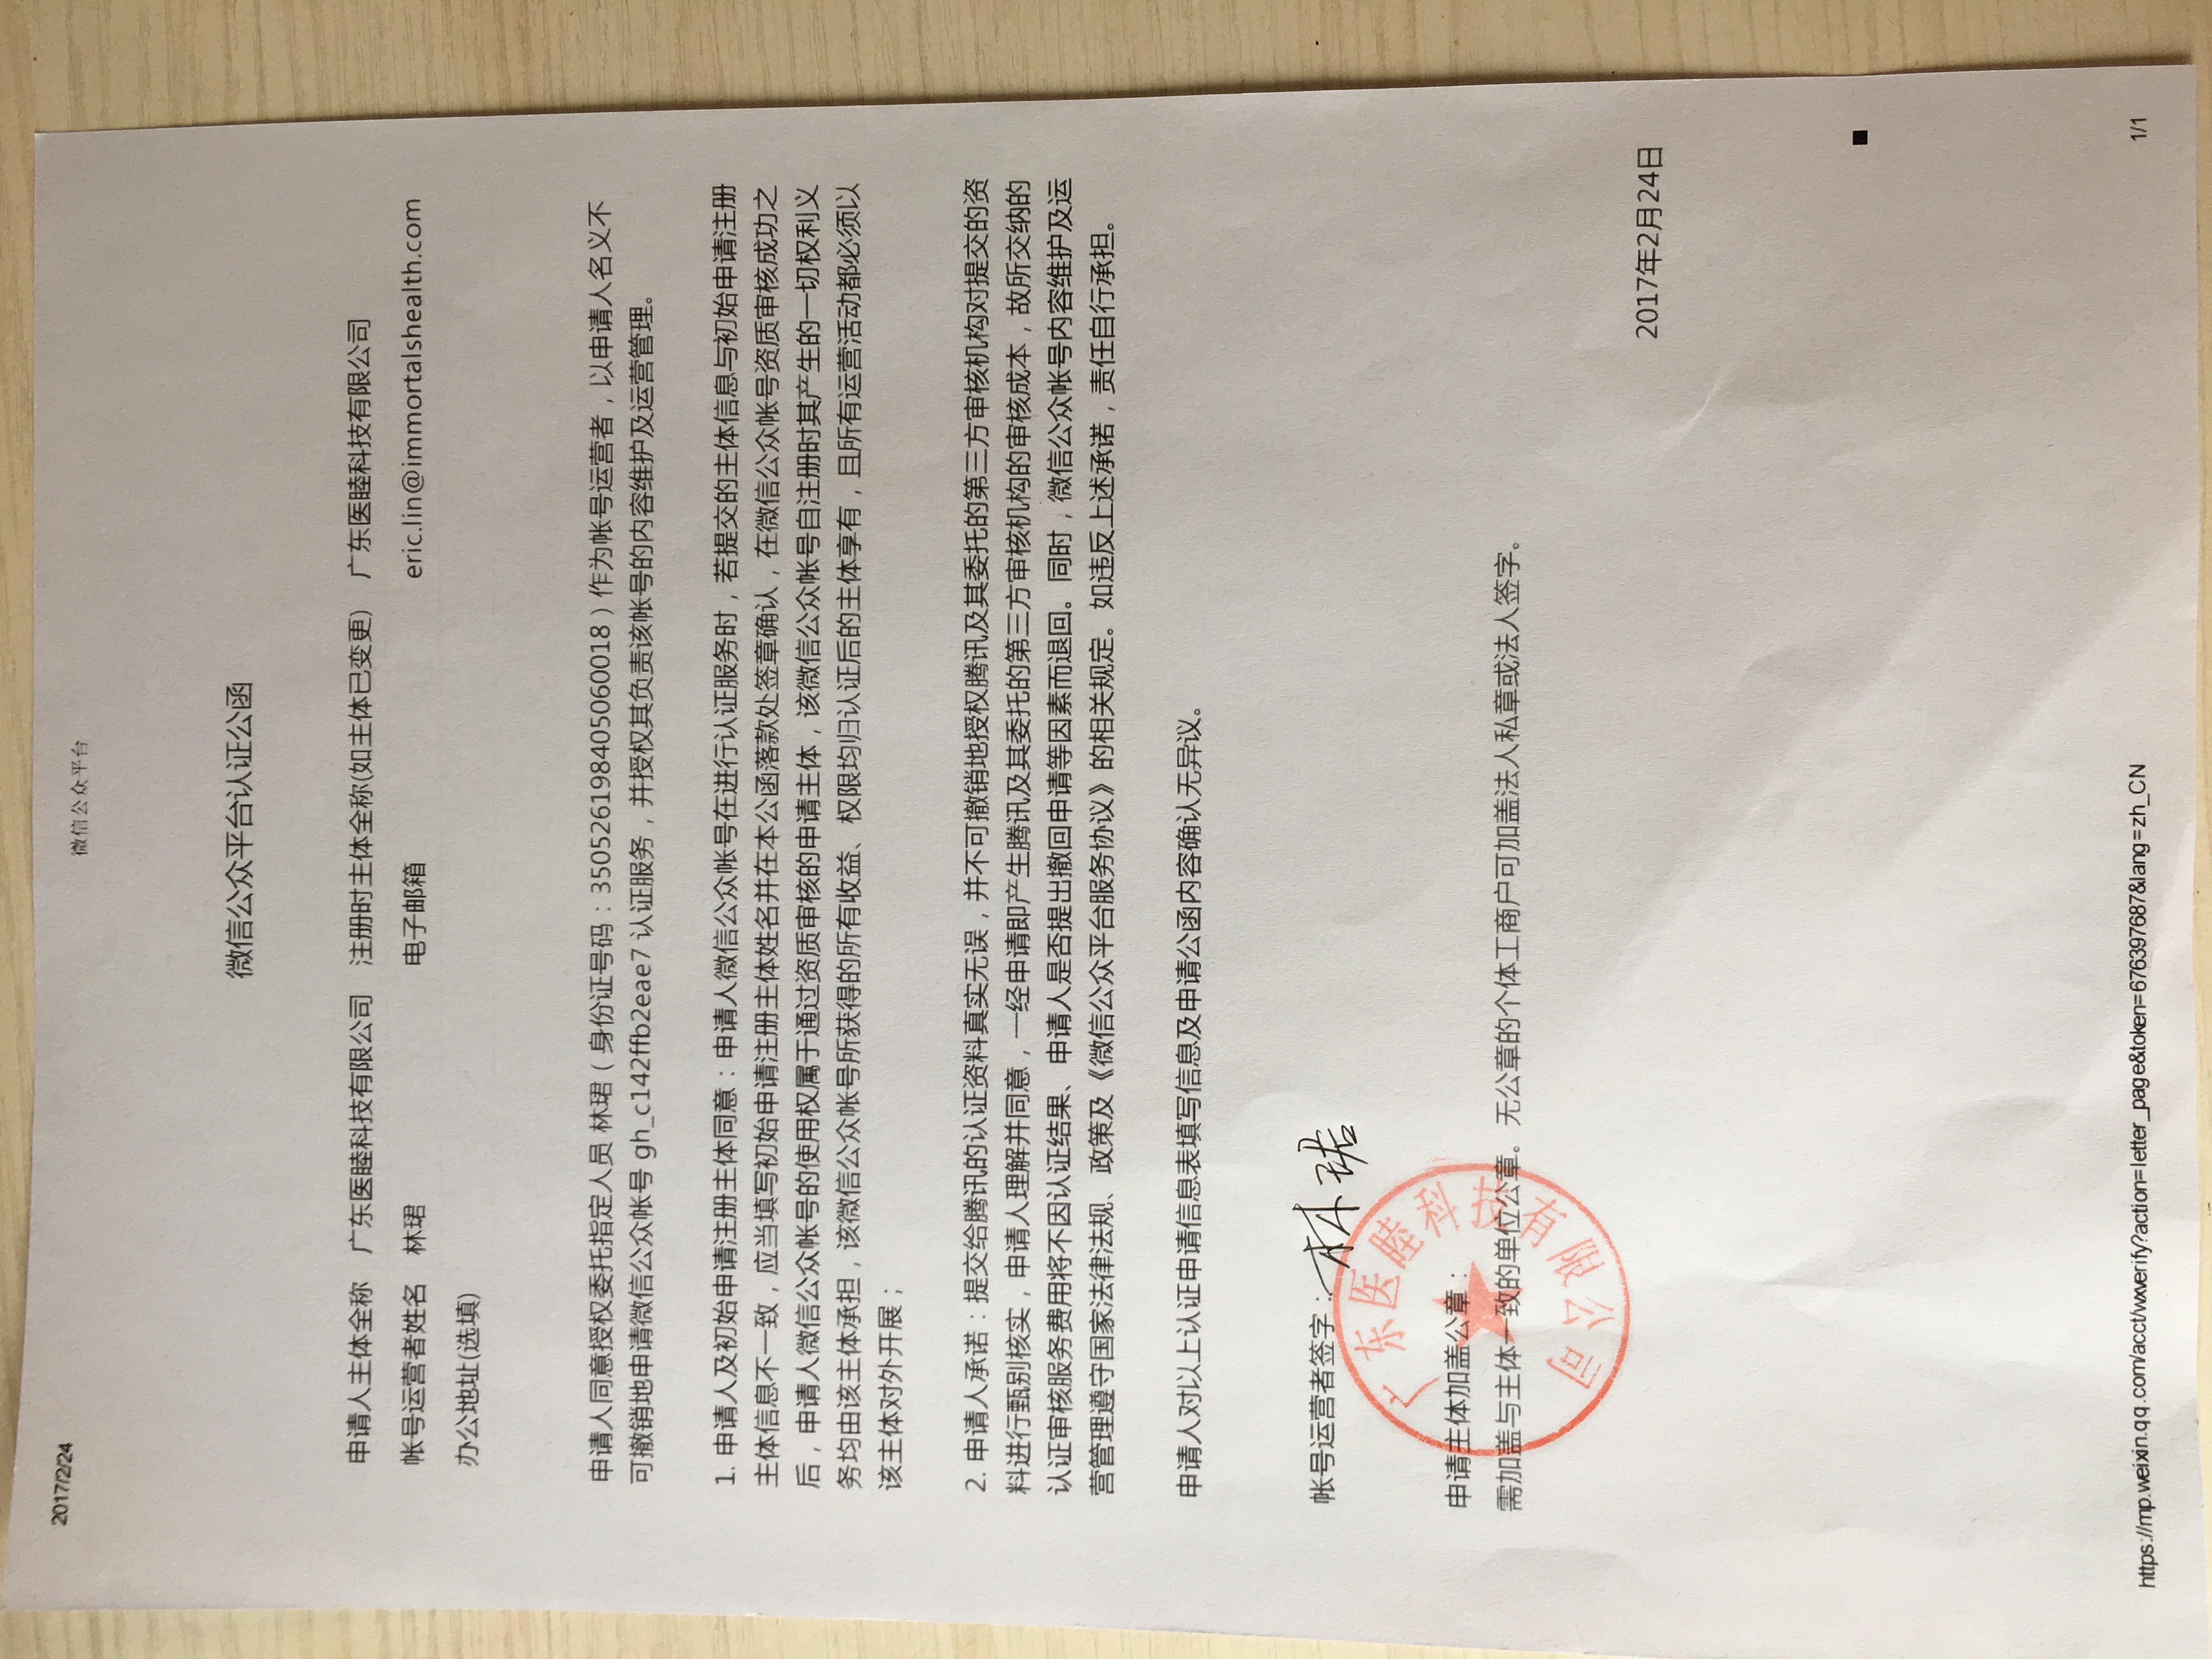 2017/2/24
微信公众平台
微信公众平台认证公函
申请人主体全称 广东医睦科技有限公司 注册时主体全称(如主体已变更) 广东医睦科技有限公司
帐号运营者姓名 林珺 电子邮箱 eric.lin@immortalshealth.com
办公地址(选填)
申请人同意授权委托指定人员 林珺（身份证号码：350526198405060018）作为帐号运营者，以申请人名义不
可撤销地申请微信公众帐号 gh_c142ffb2eae7 认证服务，并授权其负责该帐号的内容维护及运营管理。
1. 申请人及初始申请注册主体同意：申请人微信公众帐号在进行认证服务时，若提交的主体信息与初始申请注册
主体信息不一致，应当填写初始申请注册主体姓名并在本公函落款处签章确认，在微信公众帐号资质审核成功之
后，申请人微信公众帐号的使用权属于通过资质审核的申请主体，该微信公众帐号自注册时其产生的一切权利义
务均由该主体承担，该微信公众帐号所获得的所有收益、权限均归认证后的主体享有，且所有运营活动都必须以
该主体对外开展；
2. 申请人承诺：提交给腾讯的认证资料真实无误，并不可撤销地授权腾讯及其委托的第三方审核机构对提交的资
料进行甄别核实，申请人理解并同意，一经申请即产生腾讯及其委托的第三方审核机构的审核成本，故所交纳的
认证审核服务费用将不因认证结果、申请人是否提出撤回申请等因素而退回。同时，微信公众帐号内容维护及运
营管理遵守国家法律法规、政策及《微信公众平台服务协议》的相关规定。如违反上述承诺，责任自行承担。
申请人对以上认证申请信息表填写信息及申请公函内容确认无异议。
帐号运营者签字：林珺
广东医睦科技有限公司
申请主体加盖公章：
需加盖与主体一致的单位公章。无公章的个体工商户可加盖法人私章或法人签字。
2017年2月24日
https://mp.weixin.qq.com/acct/wxverify?action=letter_page&token=676397687&lang=zh_CN
1/1